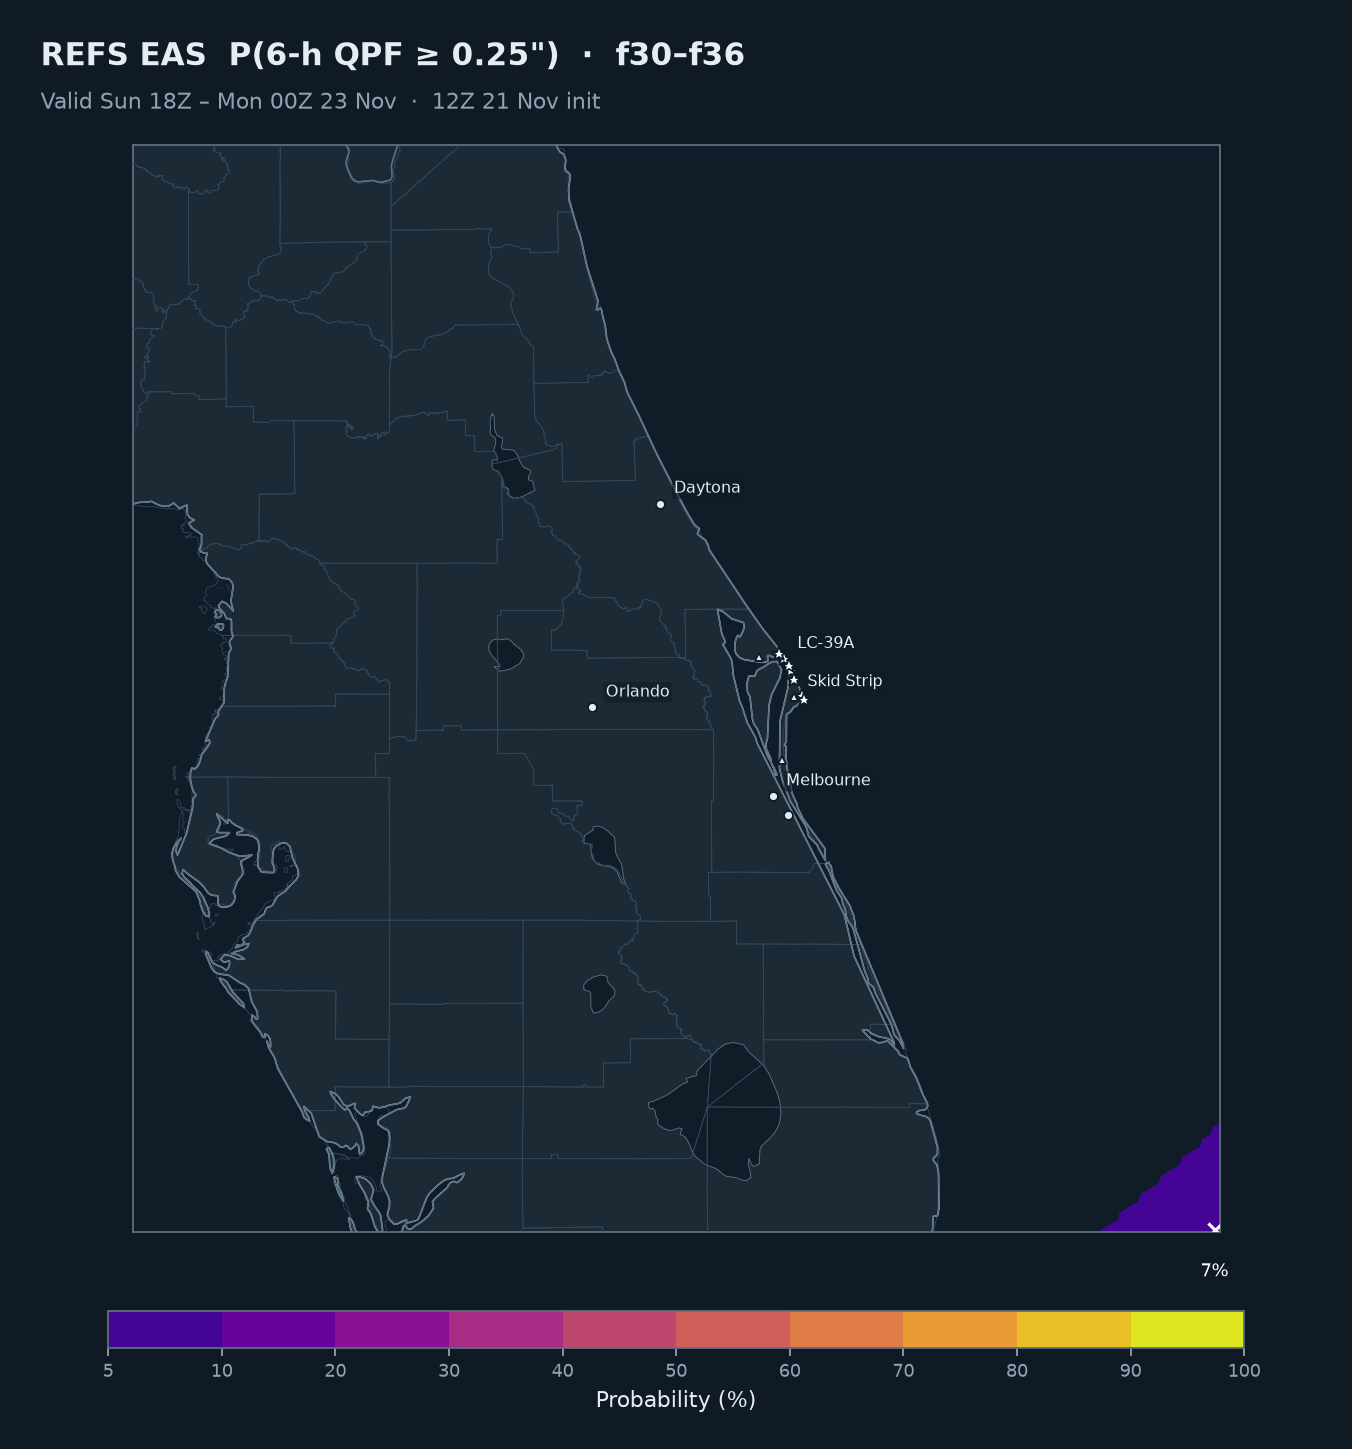 REFS EAS  P(6-h QPF ≥ 0.25")  ·  f30–f36
Valid Sun 18Z – Mon 00Z 23 Nov  ·  12Z 21 Nov init
Daytona
LC-39A
Skid Strip
Orlando
Melbourne
7%
5 10 20 30 40 50 60 70 80 90 100
Probability (%)